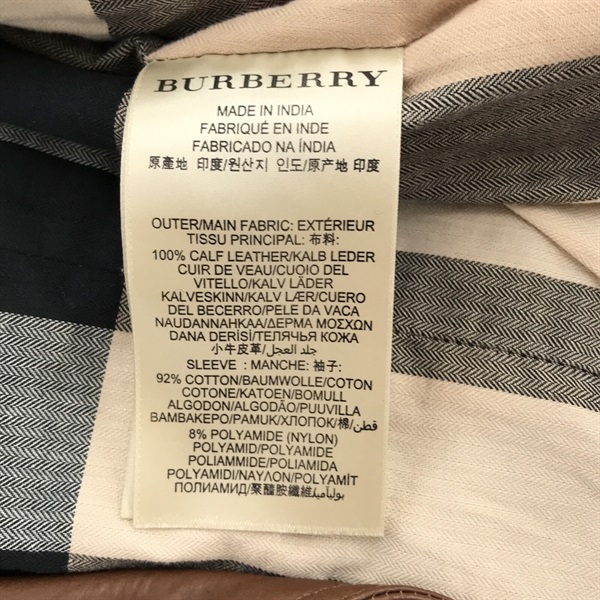 BURBERRY
MADE IN INDIA
FABRIQUÉ EN INDE
FABRICADO NA ÍNDIA
原產地 印度/원산지 인도/原产地 印度
OUTER/MAIN FABRIC: EXTÉRIEUR
TISSU PRINCIPAL: 布料:
100% CALF LEATHER/KALB LEDER
CUIR DE VEAU/CUOIO DEL
VITELLO/KALV LÄDER
KALVESKINN/KALV LÆR/CUERO
DEL BECERRO/PELE DA VACA
NAUDANNAHKAA/ΔΕΡΜΑ ΜΟΣΧΩΝ
DANA DERİSİ/ТЕЛЯЧЬЯ КОЖА
小牛皮革/جلد العجل
SLEEVE : MANCHE: 袖子:
92% COTTON/BAUMWOLLE/COTON
COTONE/KATOEN/BOMULL
ALGODON/ALGODÃO/PUUVILLA
ΒΑΜΒΑΚΕΡΟ/PAMUK/ХЛОПОК/棉/قطن
8% POLYAMIDE (NYLON)
POLYAMID/POLYAMIDE
POLIAMMIDE/POLIAMIDA
POLYAMIDI/ΝΑΥΛΟΝ/POLYAMİT
ПОЛИАМИД/聚醯胺纖維/بولياميد